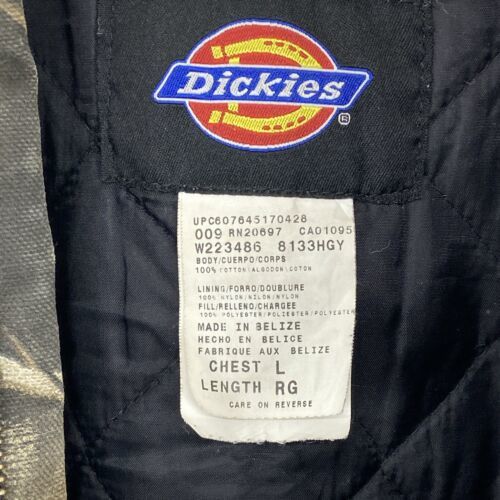 Dickies
UPC607645170428
009 RN20697 CA01095
W223486 8133HGY
BODY/CUERPO/CORPS
100% COTTON/ALGODON/COTON
LINING/FORRO/DOUBLURE
100% NYLON/NILON/NYLON
FILL/RELLENO/CHARGEE
100% POLYESTER/POLIESTER/POLYESTER
MADE IN BELIZE
HECHO EN BELICE
FABRIQUE AUX BELIZE
CHEST L
LENGTH RG
CARE ON REVERSE